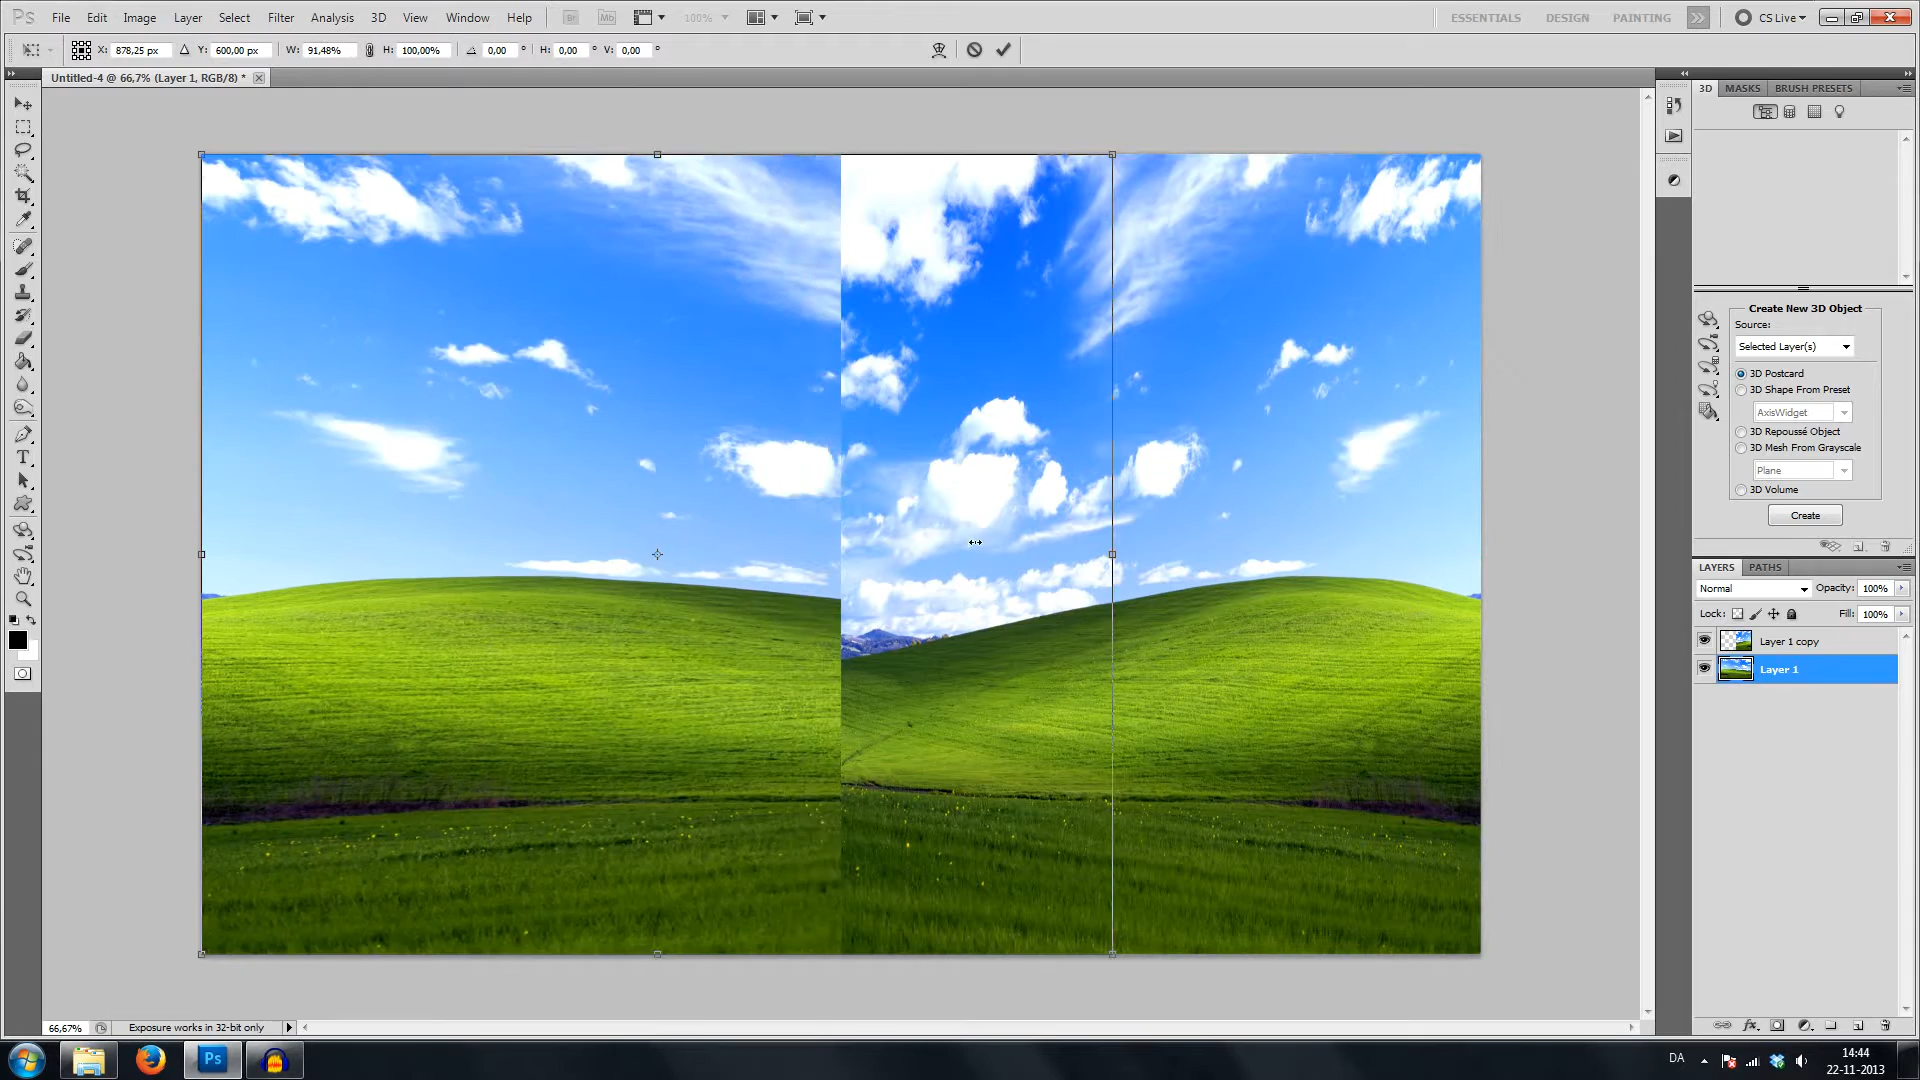 Ps File Edit Image Layer Select Filter Analysis 3D View Window Help Br Mb 100% ESSENTIALS DESIGN PAINTING CS Live
X: 878,25 px Y: 600,00 px W: 91,48% H: 100,00% 0,00 ° H: 0,00 ° V: 0,00 °
Untitled-4 @ 66,7% (Layer 1, RGB/8) *
3D MASKS BRUSH PRESETS
Create New 3D Object
Source:
Selected Layer(s)
3D Postcard
3D Shape From Preset
AxisWidget
3D Repoussé Object
3D Mesh From Grayscale
Plane
3D Volume
Create
LAYERS PATHS
Normal Opacity: 100%
Lock: Fill: 100%
Layer 1 copy
Layer 1
66,67% Exposure works in 32-bit only
Ps DA 14:44
22-11-2013